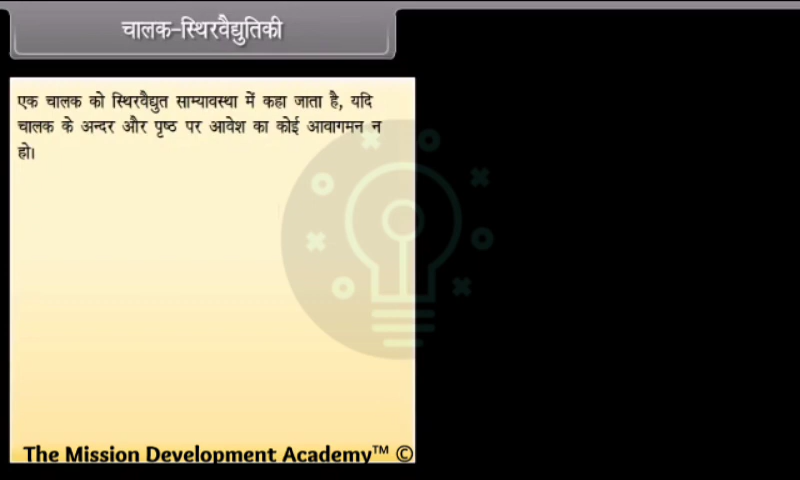 चालक-स्थिरवैद्युतिकी
एक चालक को स्थिरवैद्युत साम्यावस्था में कहा जाता है, यदि
चालक के अन्दर और पृष्ठ पर आवेश का कोई आवागमन न
हो।
The Mission Development Academy™ ©